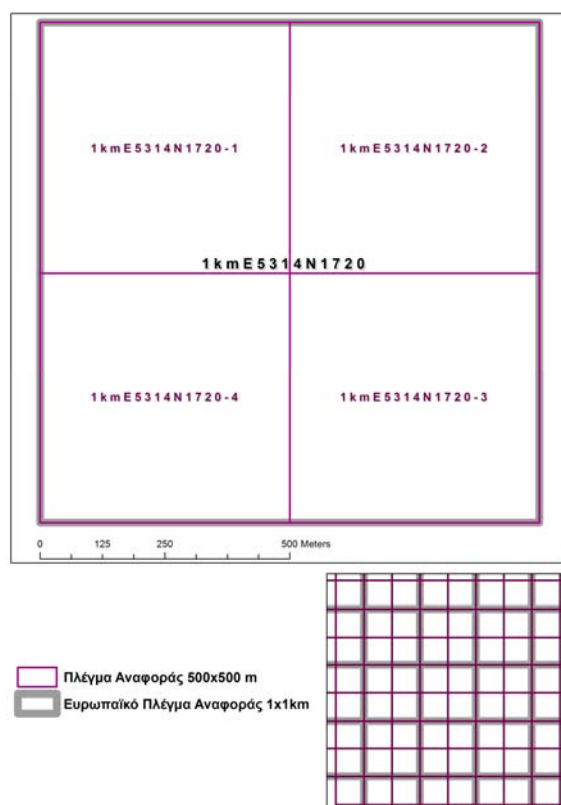 1kmE5314N1720-1
1kmE5314N1720-2
1kmE5314N1720
1kmE5314N1720-4
1kmE5314N1720-3
0 125 250 500 Meters
Πλέγμα Αναφοράς 500x500 m
Ευρωπαϊκό Πλέγμα Αναφοράς 1x1km